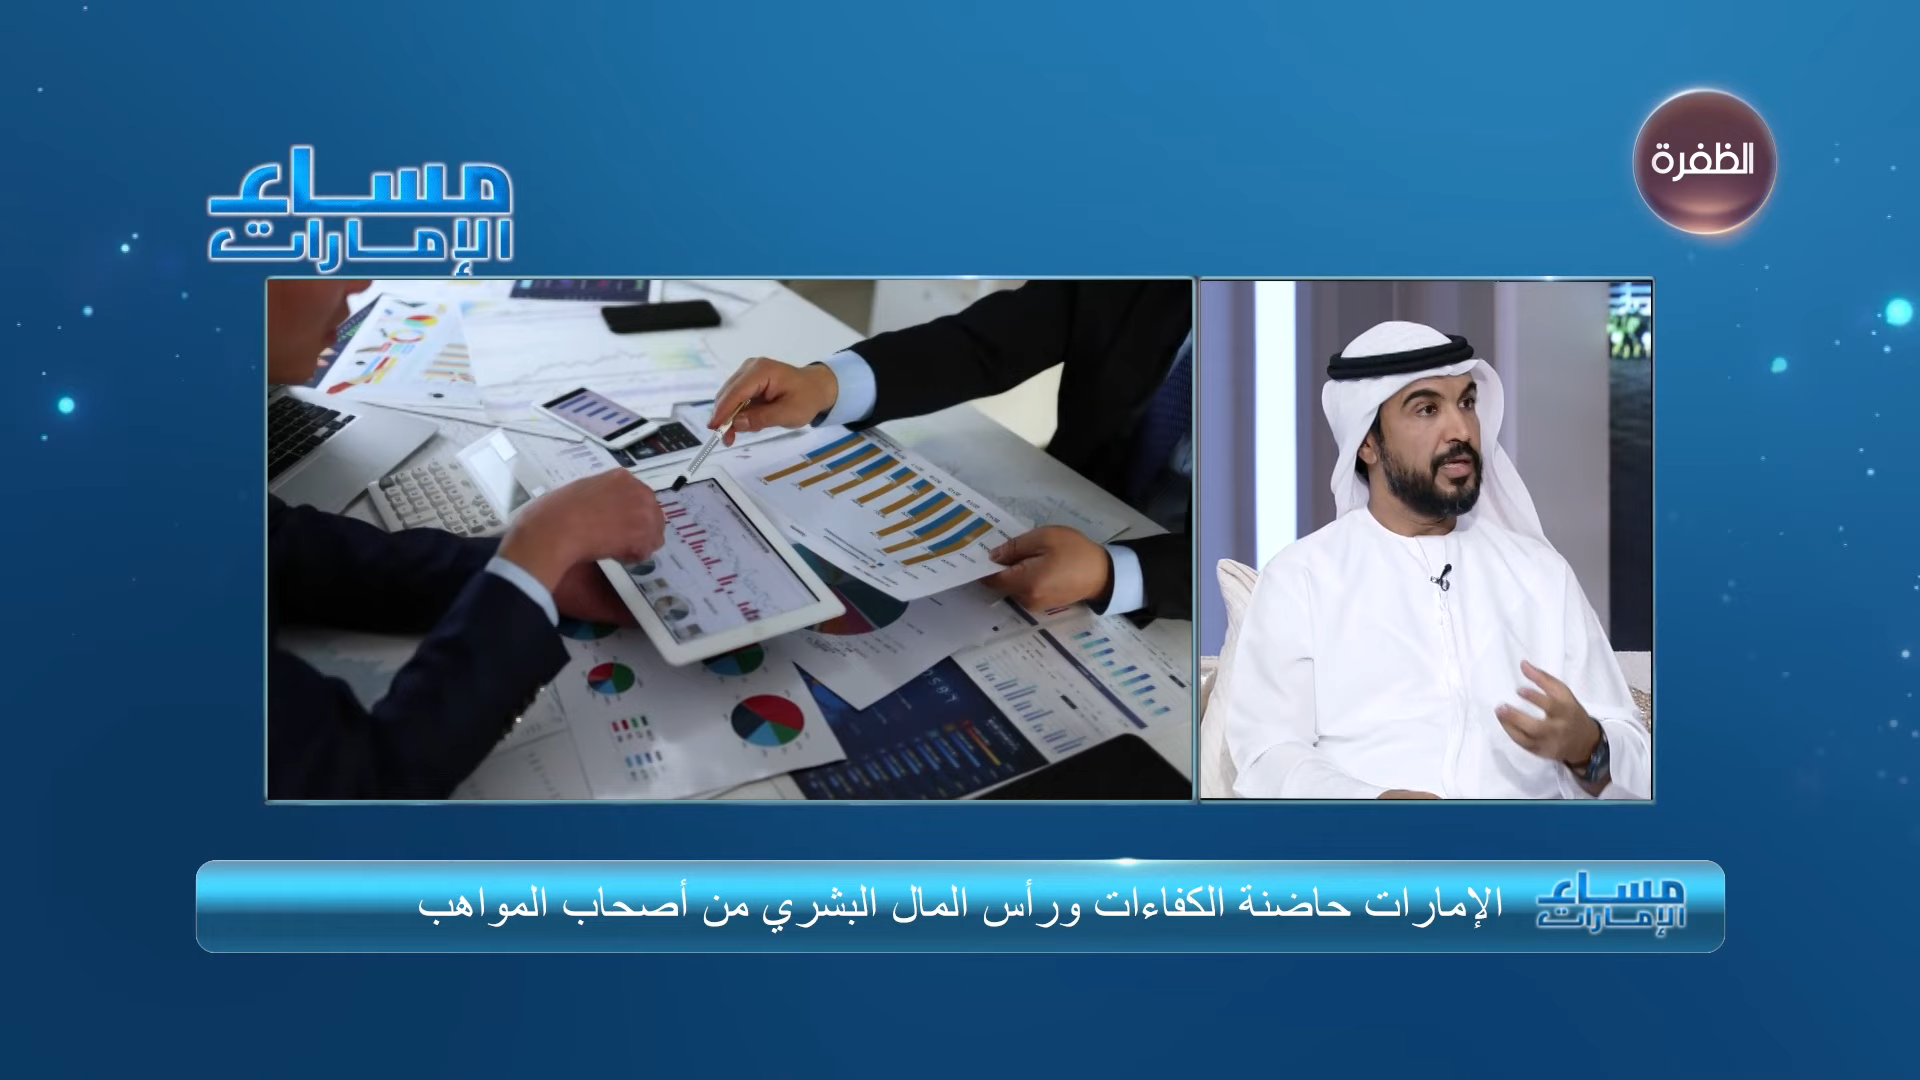 الظفرة
مساء
الإمارات
الإمارات حاضنة الكفاءات ورأس المال البشري من أصحاب المواهب
مساء
الإمارات